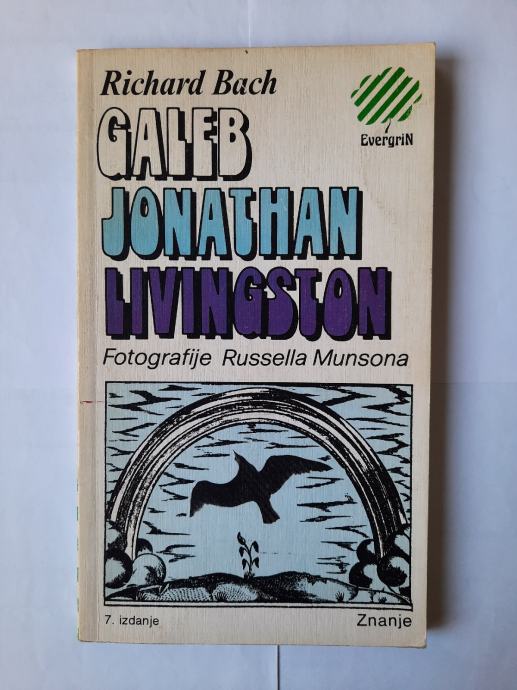 Richard Bach
GALEB
EvergriN
JONATHAN
LIVINGSTON
Fotografije Russella Munsona
7. izdanje
Znanje